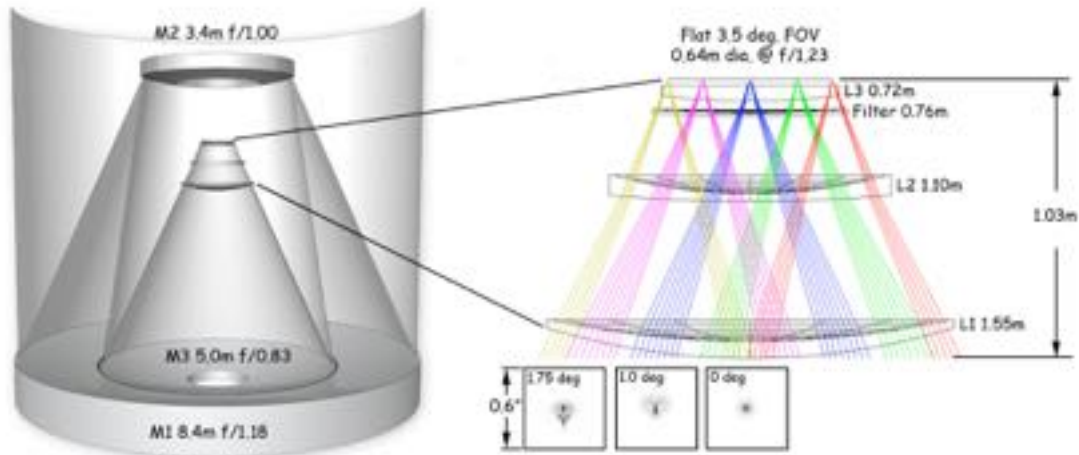 M2 3.4m f/1.00
M3 5.0m f/0.83
M1 8.4m f/1.18
Flat 3.5 deg. FOV
0.64m dia. @ f/1.23
L3 0.72m
Filter 0.76m
L2 1.10m
1.03m
L1 1.55m
1.75 deg
1.0 deg
0 deg
0.6"